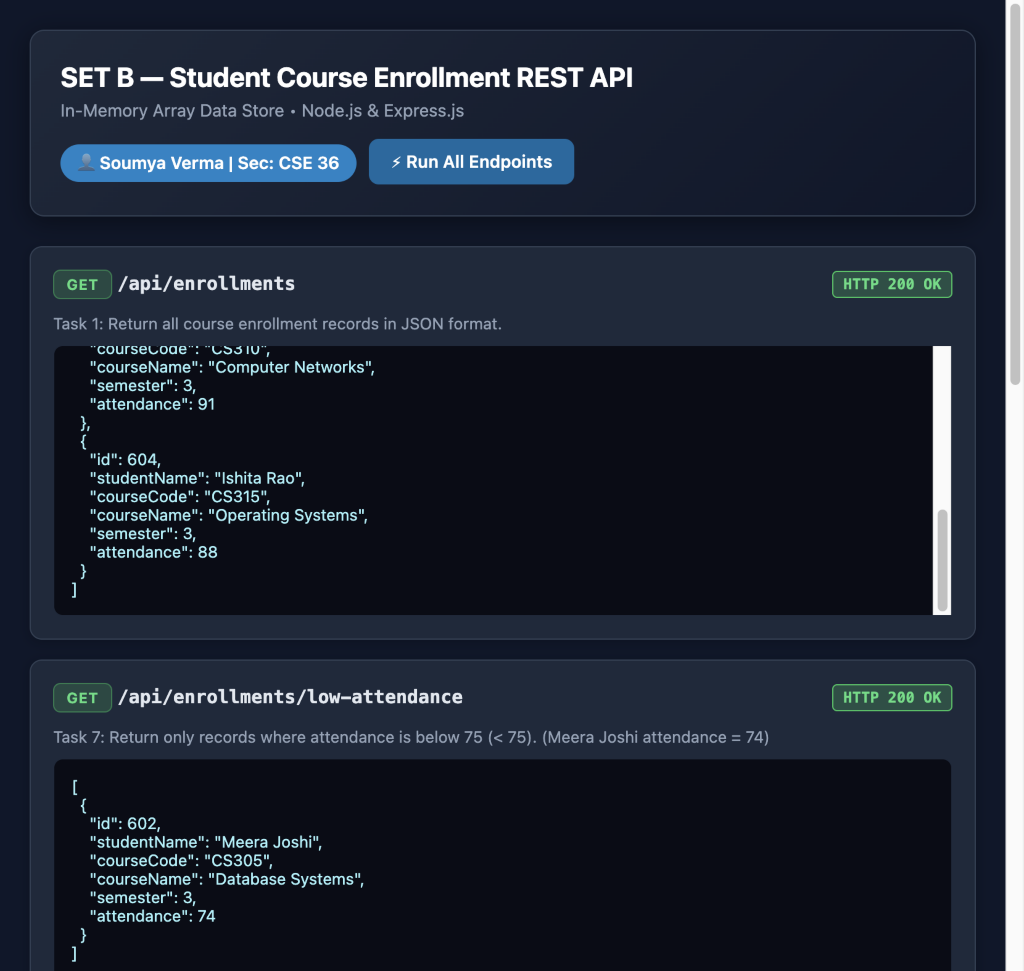 SET B — Student Course Enrollment REST API
In-Memory Array Data Store • Node.js & Express.js
👤 Soumya Verma | Sec: CSE 36
⚡ Run All Endpoints
GET /api/enrollments
HTTP 200 OK
Task 1: Return all course enrollment records in JSON format.
"courseCode": "CS310",
"courseName": "Computer Networks",
"semester": 3,
"attendance": 91
},
{
"id": 604,
"studentName": "Ishita Rao",
"courseCode": "CS315",
"courseName": "Operating Systems",
"semester": 3,
"attendance": 88
}
]
GET /api/enrollments/low-attendance
HTTP 200 OK
Task 7: Return only records where attendance is below 75 (< 75). (Meera Joshi attendance = 74)
[
{
"id": 602,
"studentName": "Meera Joshi",
"courseCode": "CS305",
"courseName": "Database Systems",
"semester": 3,
"attendance": 74
}
]